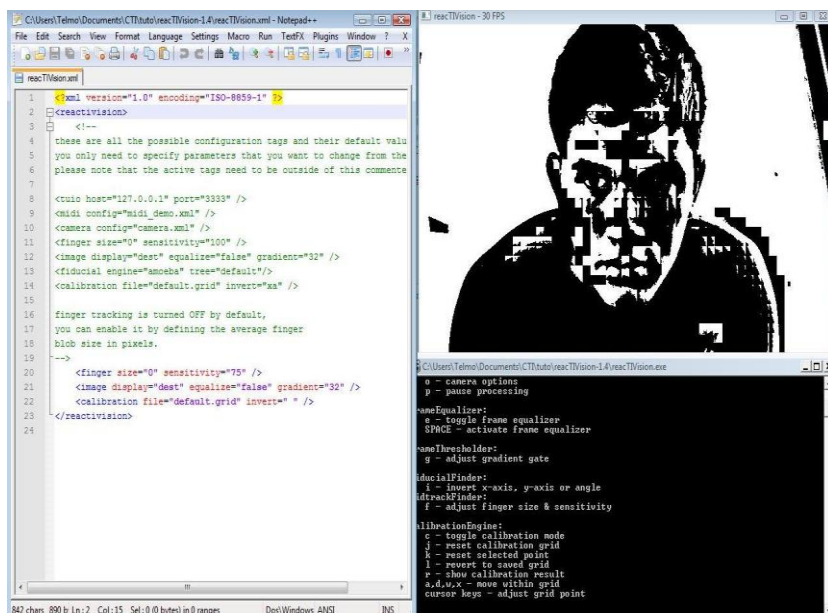 C:\Users\Telmo\Documents\CTI\tuto\reacTIVision-1.4\reacTIVision.xml - Notepad++
File Edit Search View Format Language Settings Macro Run TextFX Plugins Window ? X
reacTIVision.xml
1 <?xml version="1.0" encoding="ISO-8859-1" ?>
2 <reactivision>
3 <!--
4 these are all the possible configuration tags and their default valu
5 you only need to specify parameters that you want to change from the
6 please note that the active tags need to be outside of this commente
7
8 <tuio host="127.0.0.1" port="3333" />
9 <midi config="midi_demo.xml" />
10 <camera config="camera.xml" />
11 <finger size="0" sensitivity="100" />
12 <image display="dest" equalize="false" gradient="32" />
13 <fiducial engine="amoeba" tree="default"/>
14 <calibration file="default.grid" invert="xa" />
15
16 finger tracking is turned OFF by default,
17 you can enable it by defining the average finger
18 blob size in pixels.
19 -->
20 <finger size="0" sensitivity="75" />
21 <image display="dest" equalize="false" gradient="32" />
22 <calibration file="default.grid" invert=" " />
23 </reactivision>
24
842 chars 890 b Ln : 2 Col : 15 Sel : 0 (0 bytes) in 0 ranges Dos\Windows ANSI INS
reacTIVision - 30 FPS
C:\Users\Telmo\Documents\CTI\tuto\reacTIVision-1.4\reacTIVision.exe
o - camera options
p - pause processing
rameEqualizer:
e - toggle frame equalizer
SPACE - activate frame equalizer
rameThresholder:
g - adjust gradient gate
iducialFinder:
i - invert x-axis, y-axis or angle
idtrackFinder:
f - adjust finger size & sensitivity
alibrationEngine:
c - toggle calibration mode
j - reset calibration grid
k - reset selected point
l - revert to saved grid
r - show calibration result
a,d,w,x - move within grid
cursor keys - adjust grid point